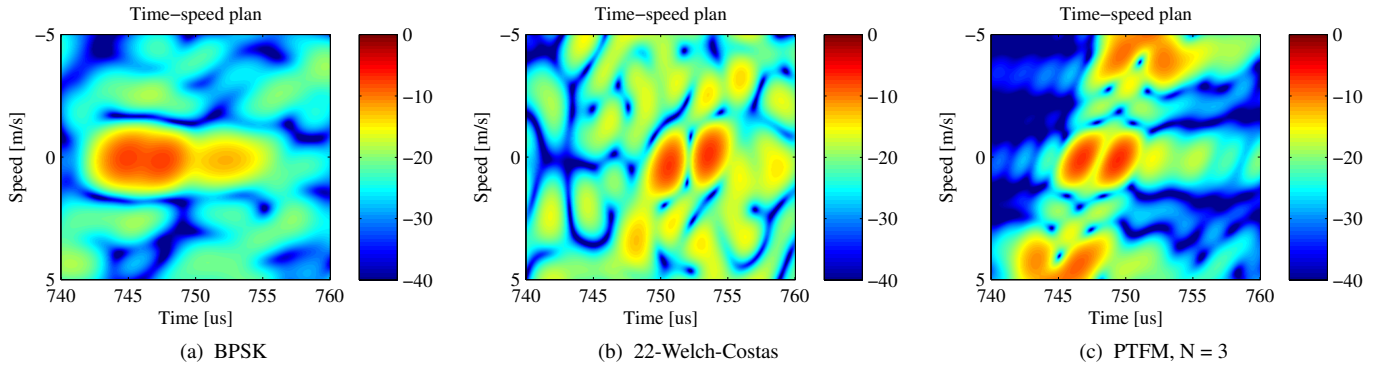 Time−speed plan
−5
0
5
Speed [m/s]
740 745 750 755 760
Time [us]
0
−10
−20
−30
−40
(a) BPSK
Time−speed plan
−5
0
5
Speed [m/s]
740 745 750 755 760
Time [us]
0
−10
−20
−30
−40
(b) 22-Welch-Costas
Time−speed plan
−5
0
5
Speed [m/s]
740 745 750 755 760
Time [us]
0
−10
−20
−30
−40
(c) PTFM, N = 3